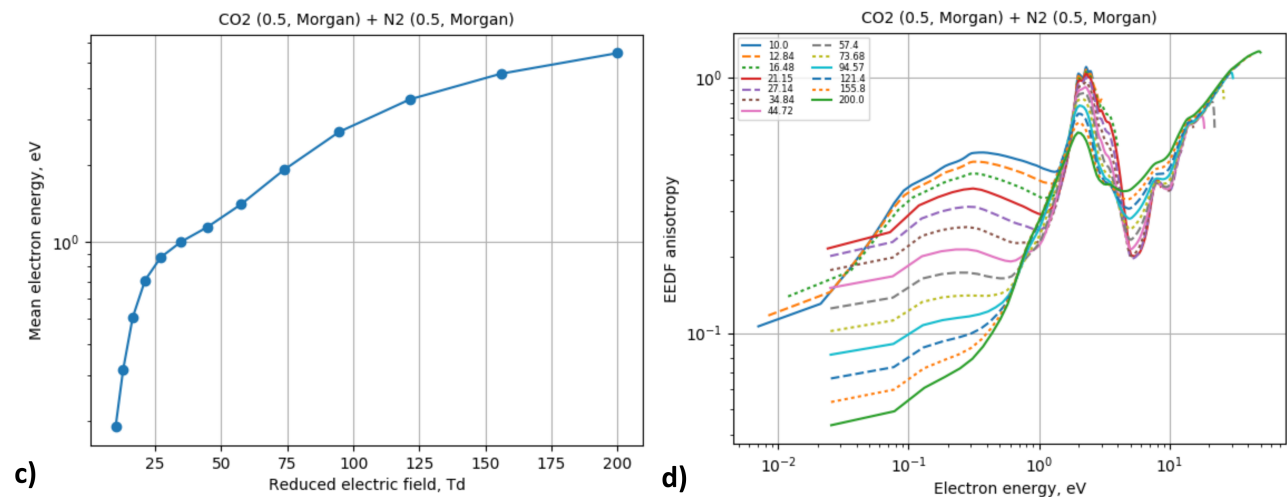 CO2 (0.5, Morgan) + N2 (0.5, Morgan)
Mean electron energy, eV
10⁰
25 50 75 100 125 150 175 200
Reduced electric field, Td
c)
CO2 (0.5, Morgan) + N2 (0.5, Morgan)
10.0
12.84
16.48
21.15
27.14
34.84
44.72
57.4
73.68
94.57
121.4
155.8
200.0
EEDF anisotropy
10⁰
10⁻¹
10⁻² 10⁻¹ 10⁰ 10¹
Electron energy, eV
d)